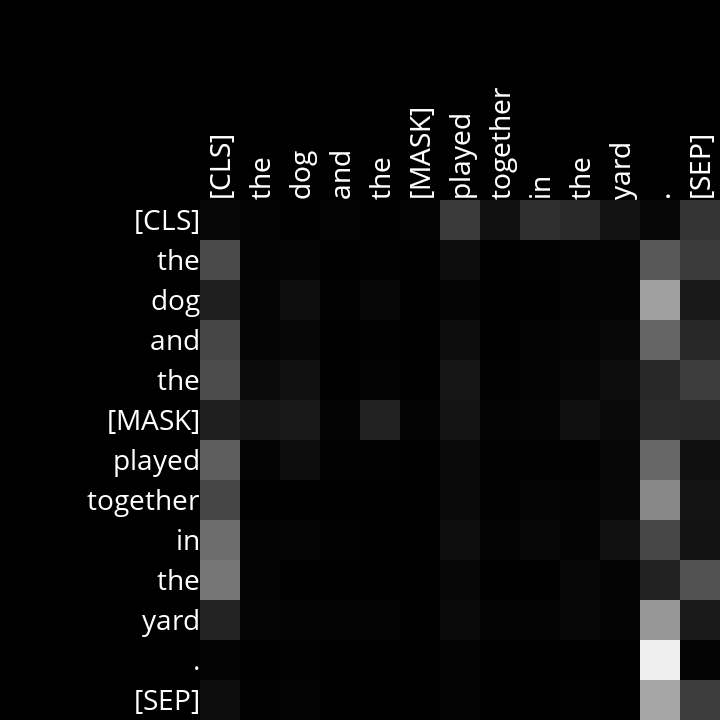 [CLS] the dog and the [MASK] played together in the yard . [SEP]
[CLS]
the
dog
and
the
[MASK]
played
together
in
the
yard
.
[SEP]